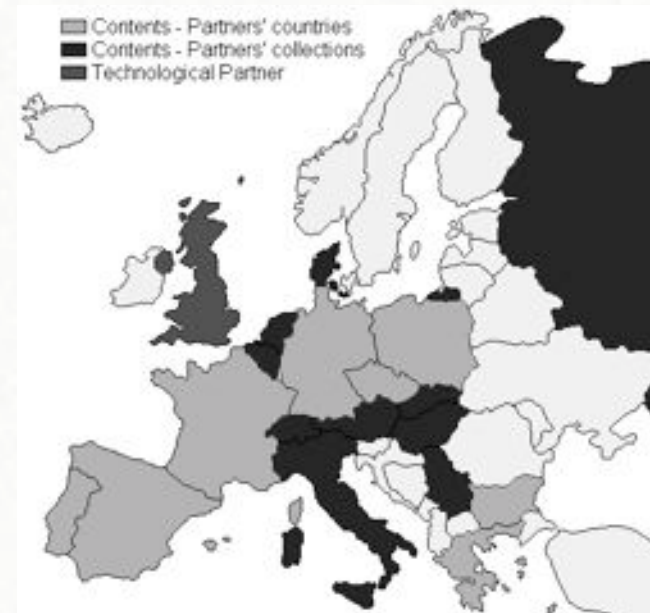 Contents - Partners' countries
Contents - Partners' collections
Technological Partner